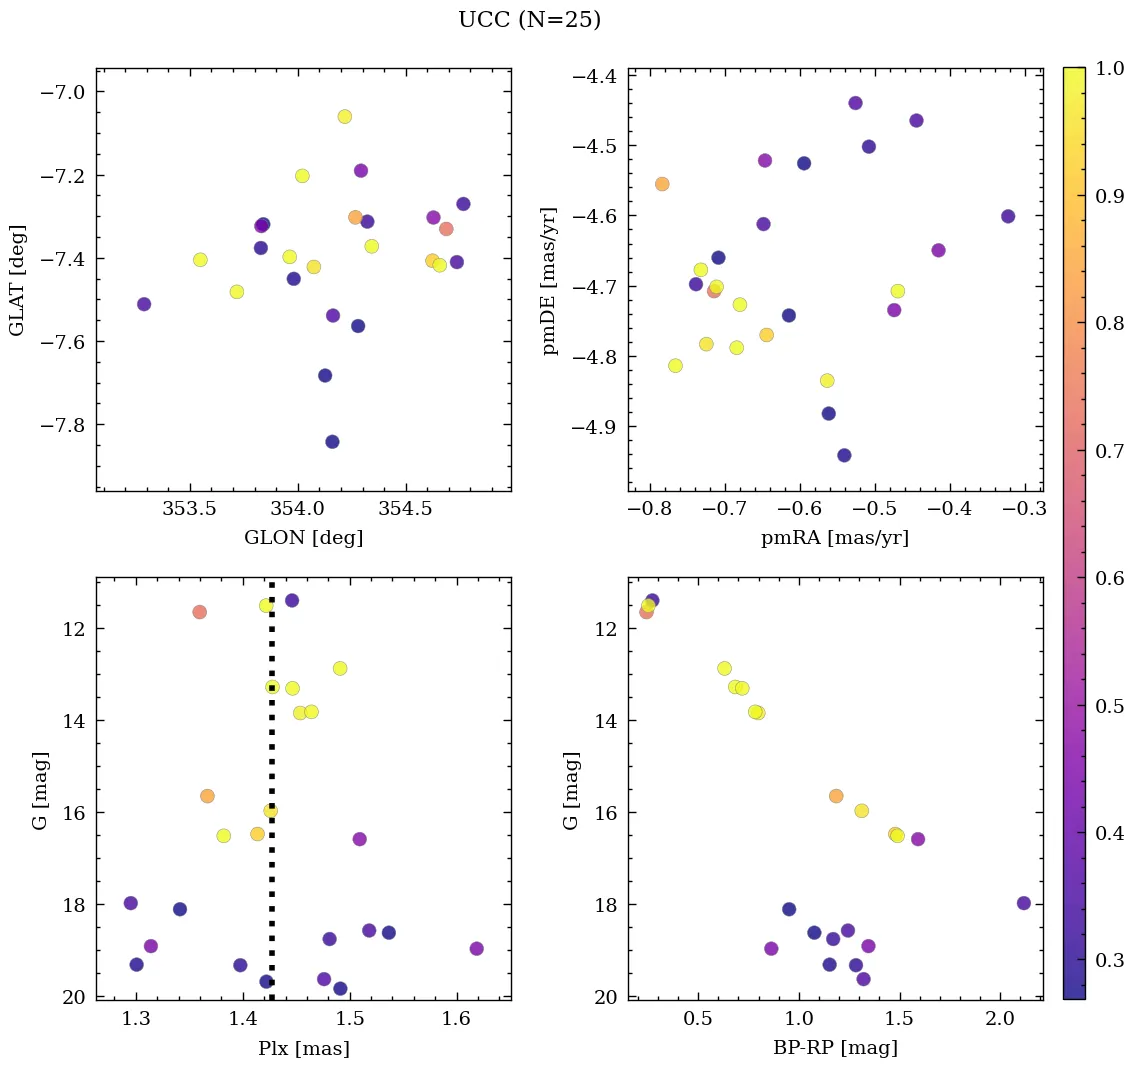 UCC (N=25)
−7.0
−7.2
−7.4
−7.6
−7.8
GLAT [deg]
353.5 354.0 354.5
GLON [deg]
−4.4
−4.5
−4.6
−4.7
−4.8
−4.9
pmDE [mas/yr]
−0.8 −0.7 −0.6 −0.5 −0.4 −0.3
pmRA [mas/yr]
12
14
16
18
20
G [mag]
1.3 1.4 1.5 1.6
Plx [mas]
12
14
16
18
20
G [mag]
0.5 1.0 1.5 2.0
BP-RP [mag]
1.0
0.9
0.8
0.7
0.6
0.5
0.4
0.3